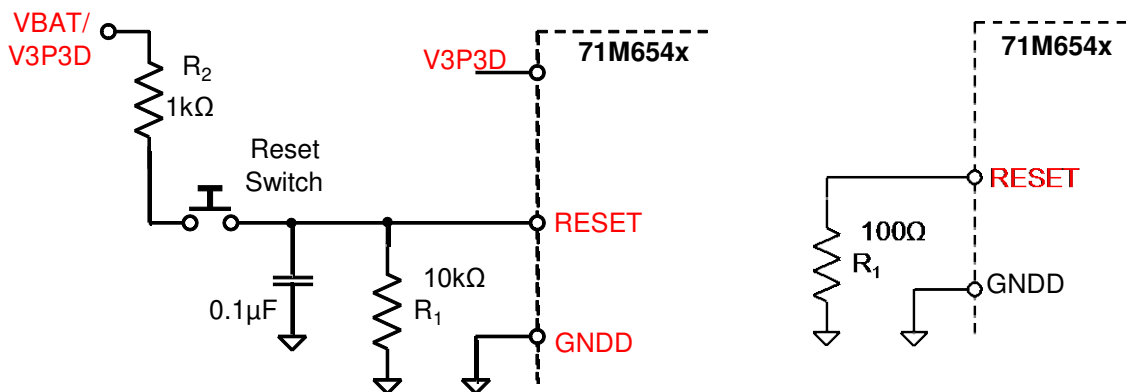 VBAT/
V3P3D
R2
1kΩ
Reset
Switch
0.1µF
10kΩ
R1
V3P3D
71M654x
RESET
GNDD
71M654x
RESET
100Ω
R1
GNDD